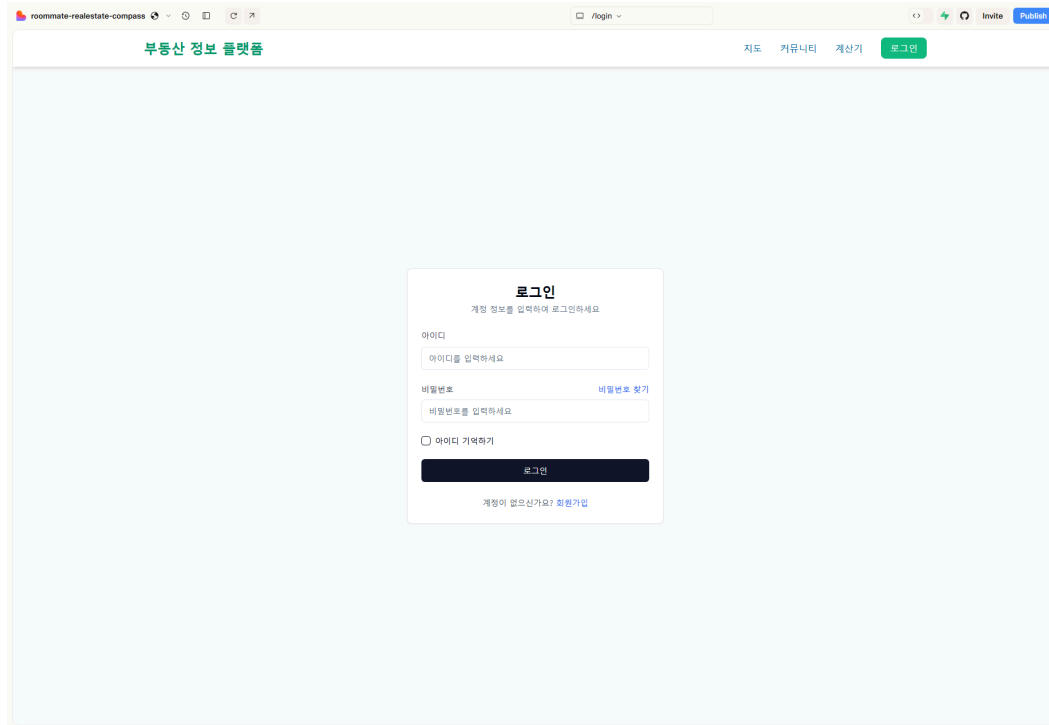 roommate-realestate-compass
/login
Invite
Publish
부동산 정보 플랫폼
지도
커뮤니티
계산기
로그인
로그인
계정 정보를 입력하여 로그인하세요
아이디
아이디를 입력하세요
비밀번호
비밀번호 찾기
비밀번호를 입력하세요
아이디 기억하기
로그인
계정이 없으신가요? 회원가입